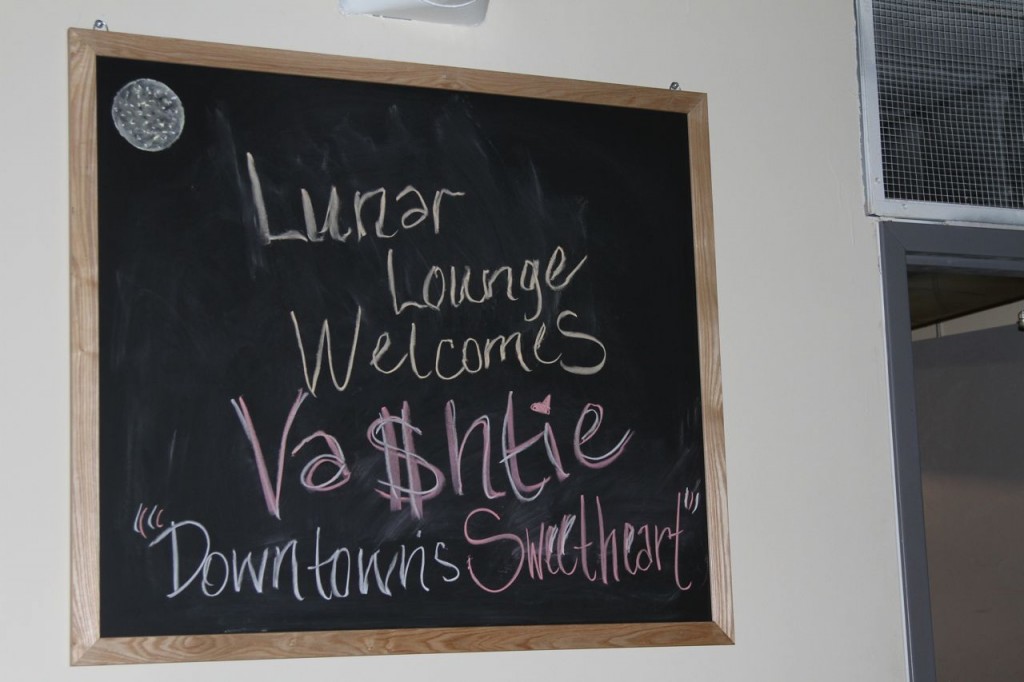 Lunar
Lounge
Welcomes
Va$htie
"Downtown's Sweetheart"